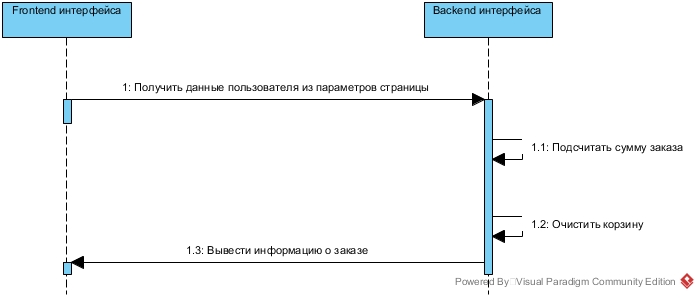 Frontend интерфейса
Backend интерфейса
1: Получить данные пользователя из параметров страницы
1.1: Подсчитать сумму заказа
1.2: Очистить корзину
1.3: Вывести информацию о заказе
Powered By Visual Paradigm Community Edition